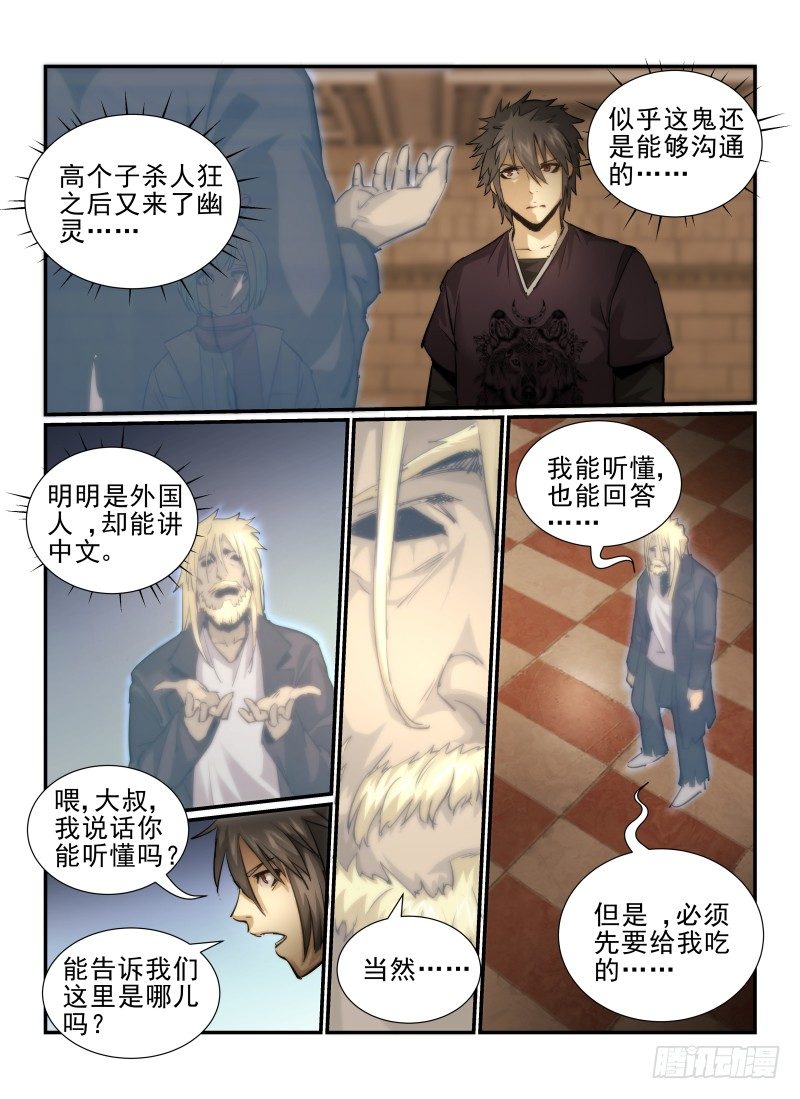 高个子杀人狂
之后又来了幽
灵……
似乎这鬼还
是能够沟通
的……
明明是外国
人，却能讲
中文。
喂，大叔，
我说话你
能听懂吗？
能告诉我们
这里是哪儿
吗？
当然……
我能听懂，
也能回答
……
但是，必须
先要给我吃
的……
腾讯动漫